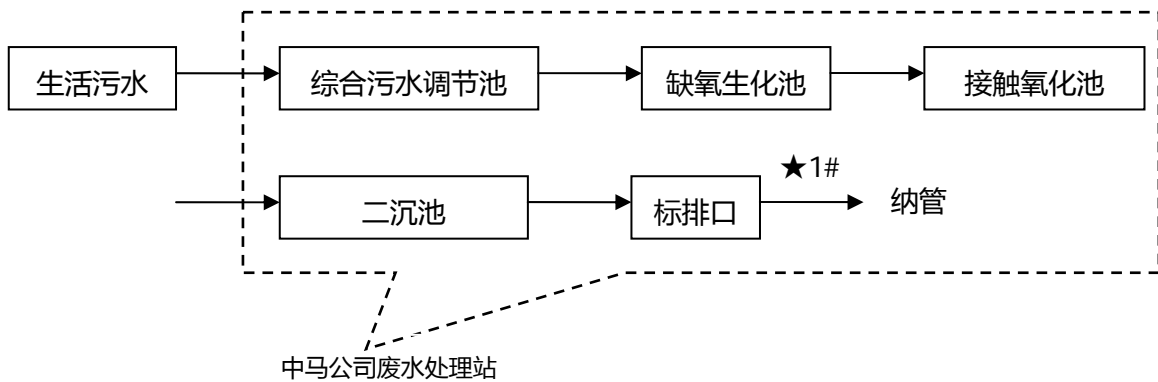 生活污水
综合污水调节池
缺氧生化池
接触氧化池
★1#
二沉池
标排口
纳管
中马公司废水处理站